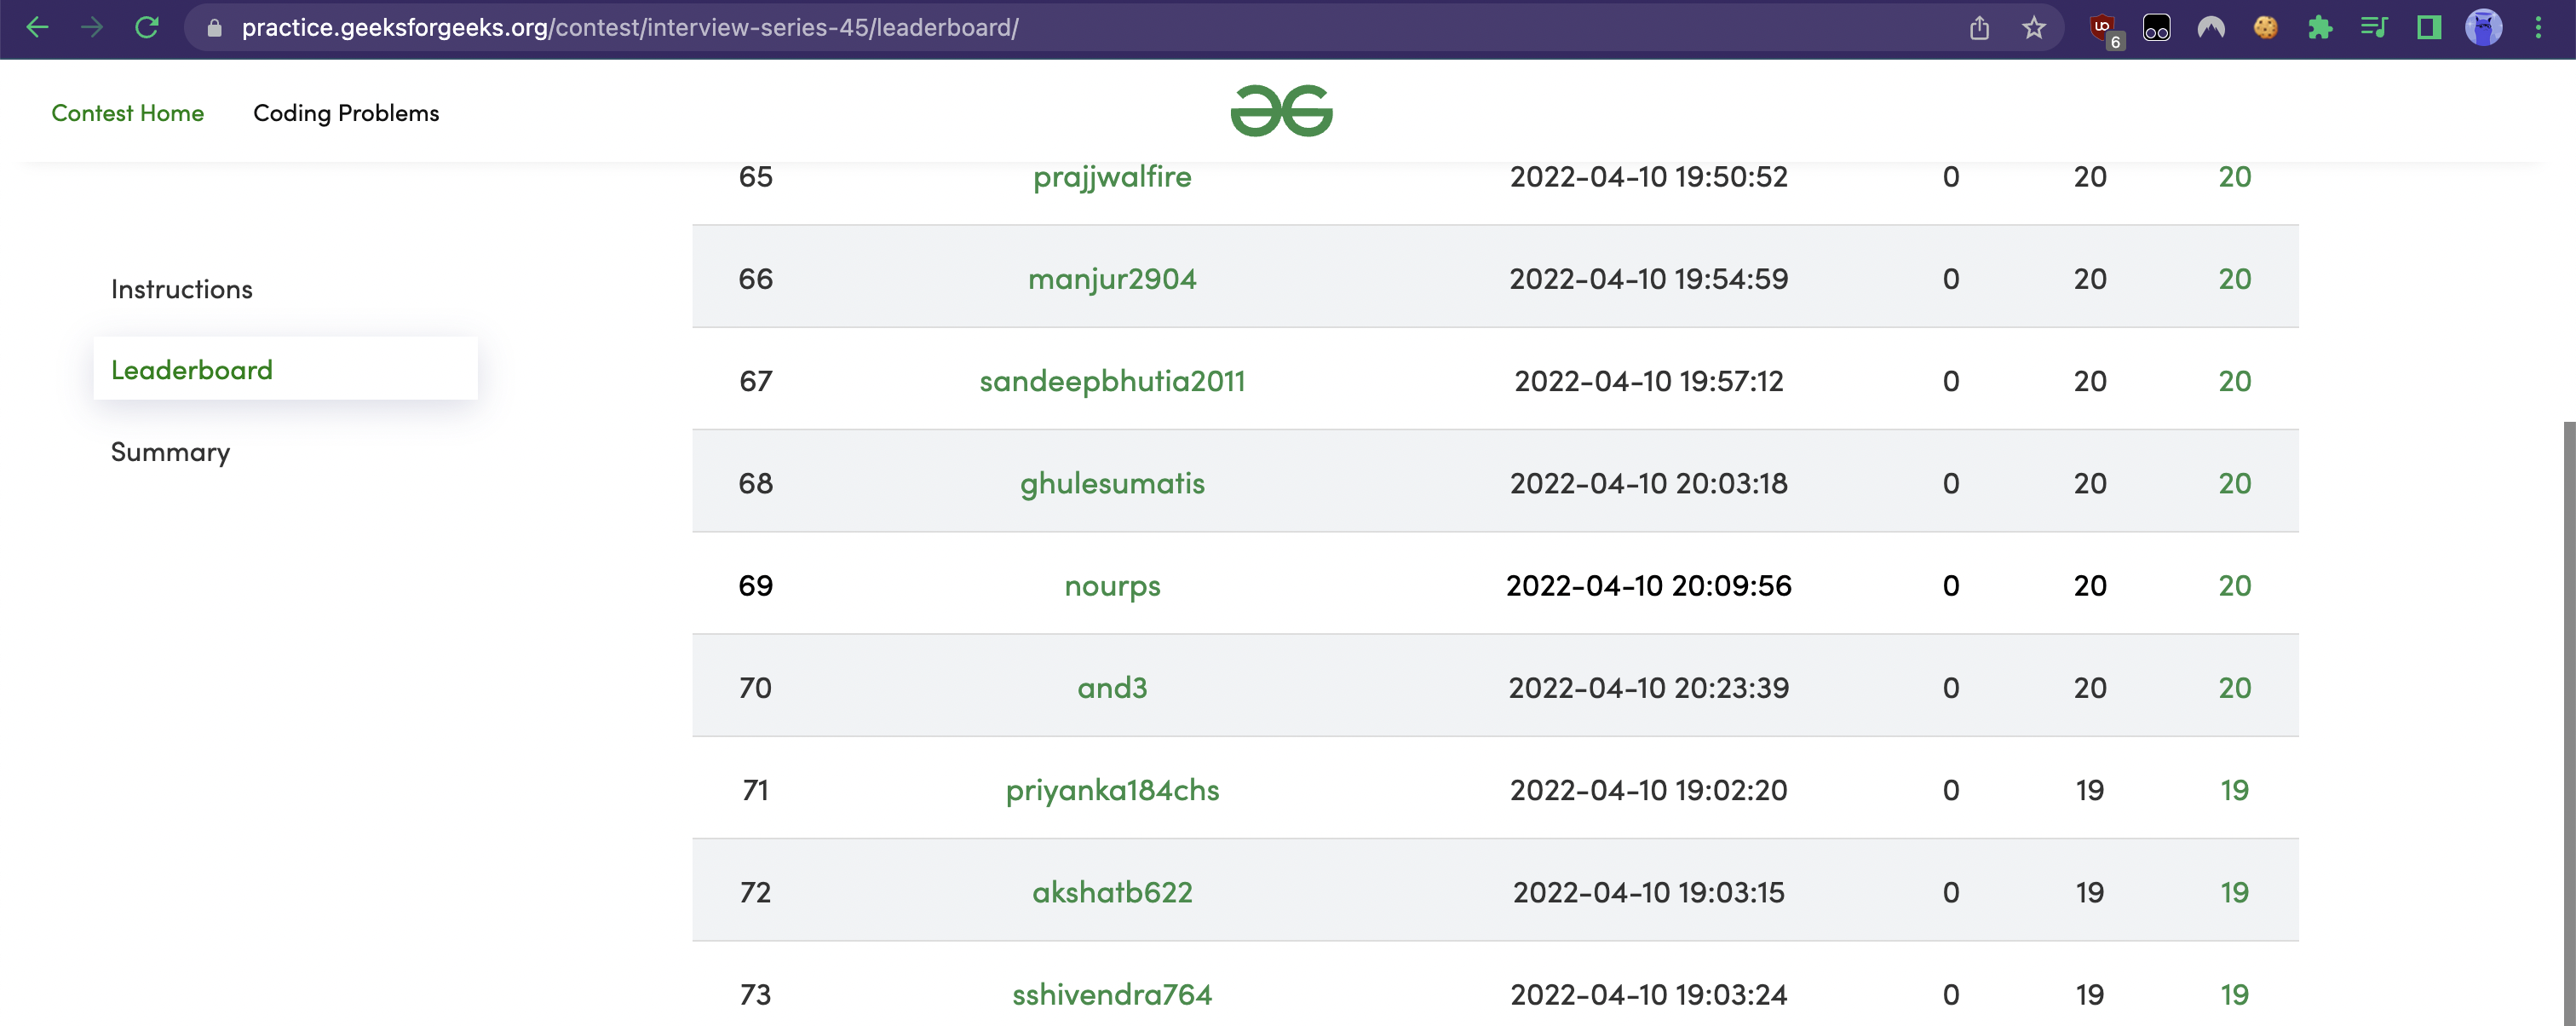 practice.geeksforgeeks.org/contest/interview-series-45/leaderboard/
6
Contest Home Coding Problems
65 prajjwalfire 2022-04-10 19:50:52 0 20 20
Instructions
66 manjur2904 2022-04-10 19:54:59 0 20 20
Leaderboard
67 sandeepbhutia2011 2022-04-10 19:57:12 0 20 20
Summary
68 ghulesumatis 2022-04-10 20:03:18 0 20 20
69 nourps 2022-04-10 20:09:56 0 20 20
70 and3 2022-04-10 20:23:39 0 20 20
71 priyanka184chs 2022-04-10 19:02:20 0 19 19
72 akshatb622 2022-04-10 19:03:15 0 19 19
73 sshivendra764 2022-04-10 19:03:24 0 19 19